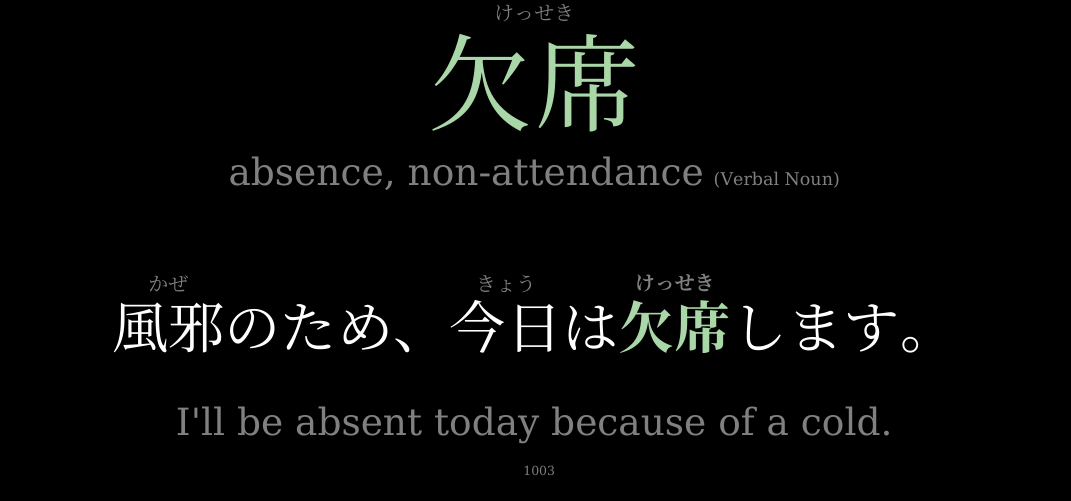 けっせき
欠席
absence, non-attendance (Verbal Noun)
かぜ きょう けっせき
風邪のため、今日は欠席します。
I'll be absent today because of a cold.
1003